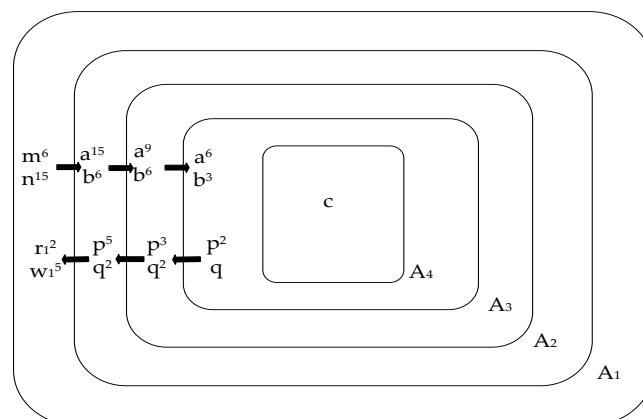 m⁶ a¹⁵ a⁹ a⁶
n¹⁵ b⁶ b⁶ b³
c
r₁² p⁵ p³ p²
w₁⁵ q² q² q
A₄
A₃
A₂
A₁